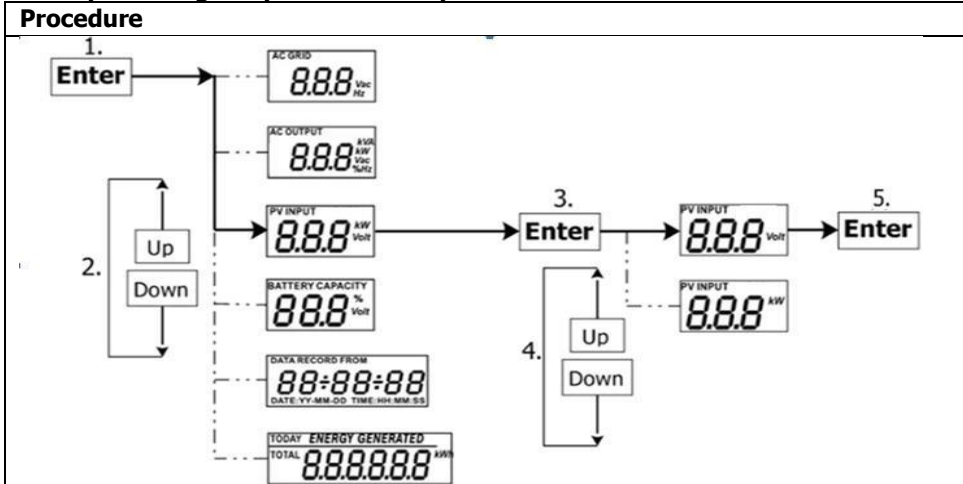 Procedure
1.
Enter
AC GRID
8.8.8 Vac
Hz
AC OUTPUT
8.8.8 kVA
kW
Vac
%Hz
2.
Up
Down
PV INPUT
8.8.8 kW
Volt
BATTERY CAPACITY
88.8 %
Volt
DATA RECORD FROM
88÷88÷88
DATE:YY-MM-DD TIME:HH:MM:SS
TODAY ENERGY GENERATED
TOTAL 8.8.8.8.8.8 kWh
3.
Enter
4.
Up
Down
PV INPUT
8.8.8 Volt
PV INPUT
8.8.8 kW
5.
Enter